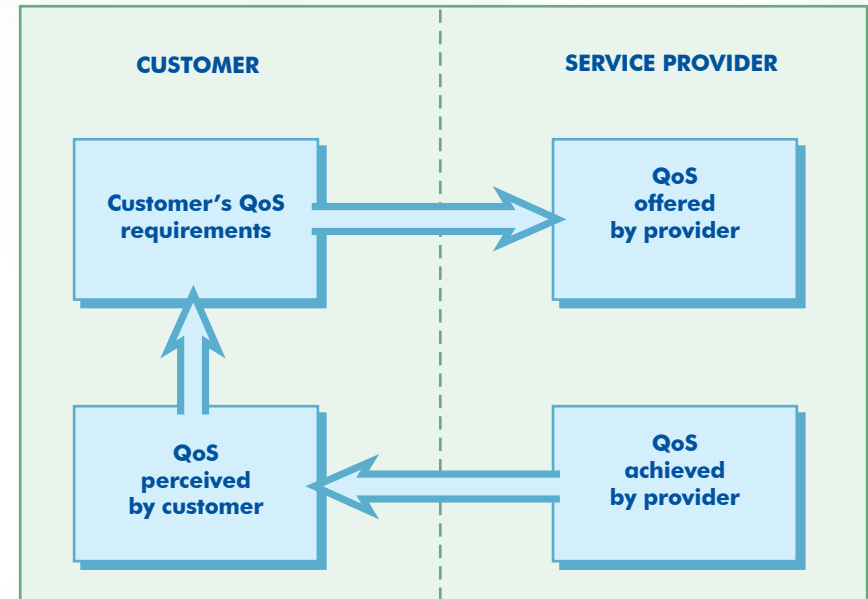 CUSTOMER
SERVICE PROVIDER
Customer’s QoS
requirements
QoS
offered
by provider
QoS
perceived
by customer
QoS
achieved
by provider